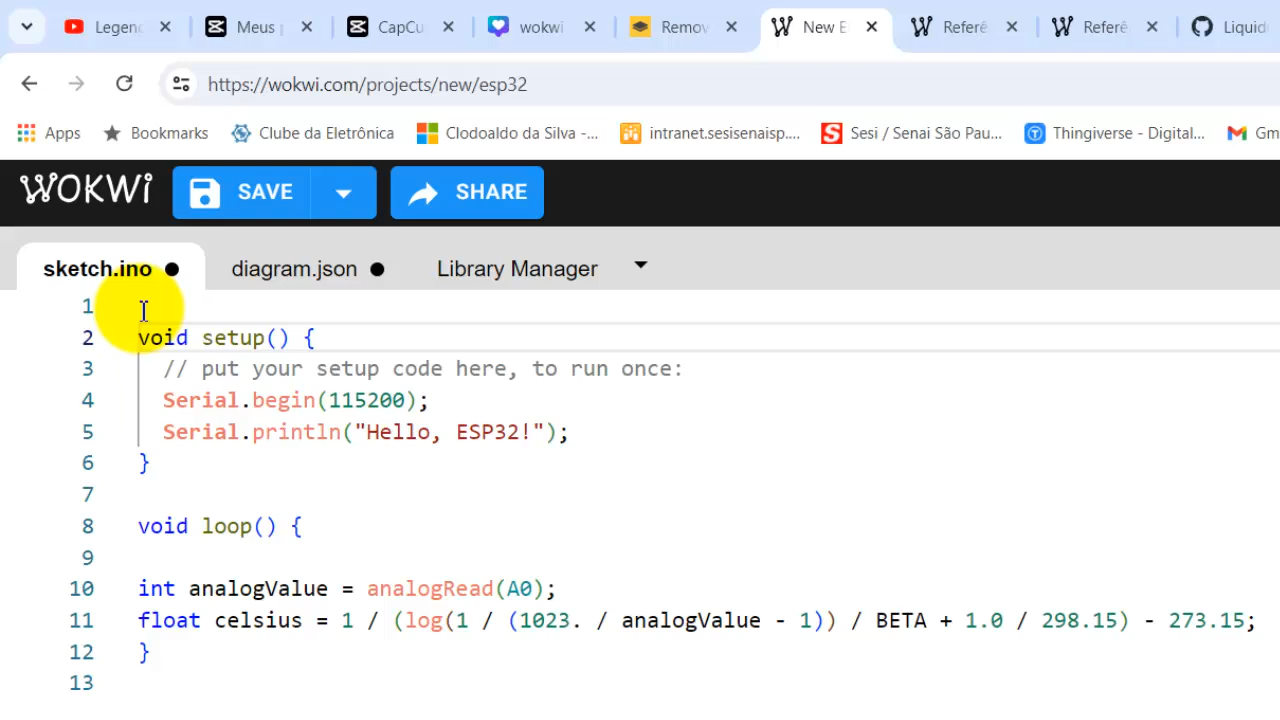 Legend Meus p CapCu wokwi Remov New E Referê Referê Liquid
https://wokwi.com/projects/new/esp32
Apps Bookmarks Clube da Eletrônica Clodoaldo da Silva -... intranet.sesisenaisp.... Sesi / Senai São Pau... Thingiverse - Digital... Gm
WOKWi SAVE SHARE
sketch.ino diagram.json Library Manager
1
2 void setup() {
3 // put your setup code here, to run once:
4 Serial.begin(115200);
5 Serial.println("Hello, ESP32!");
6 }
7
8 void loop() {
9
10 int analogValue = analogRead(A0);
11 float celsius = 1 / (log(1 / (1023. / analogValue - 1)) / BETA + 1.0 / 298.15) - 273.15;
12 }
13